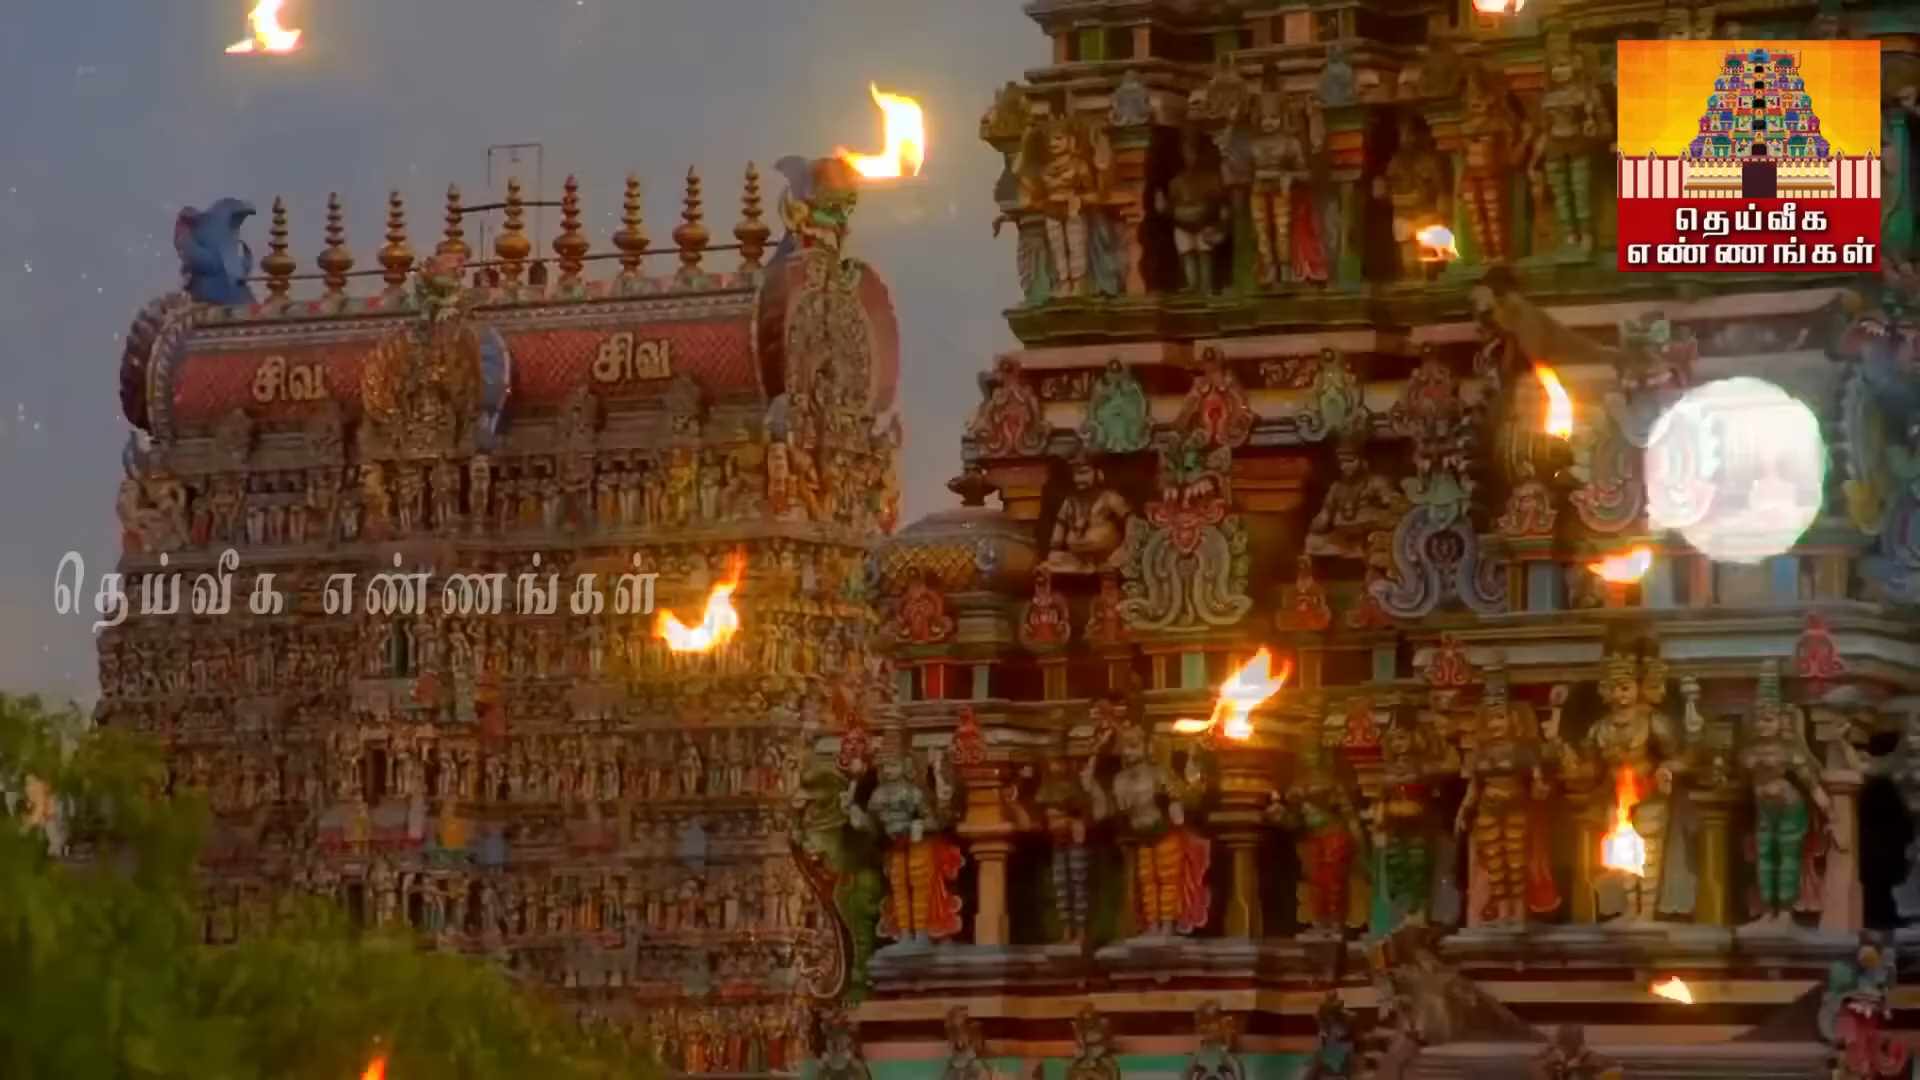 தெய்வீக
எண்ணங்கள்
சிவ சிவ
தெய்வீக எண்ணங்கள்